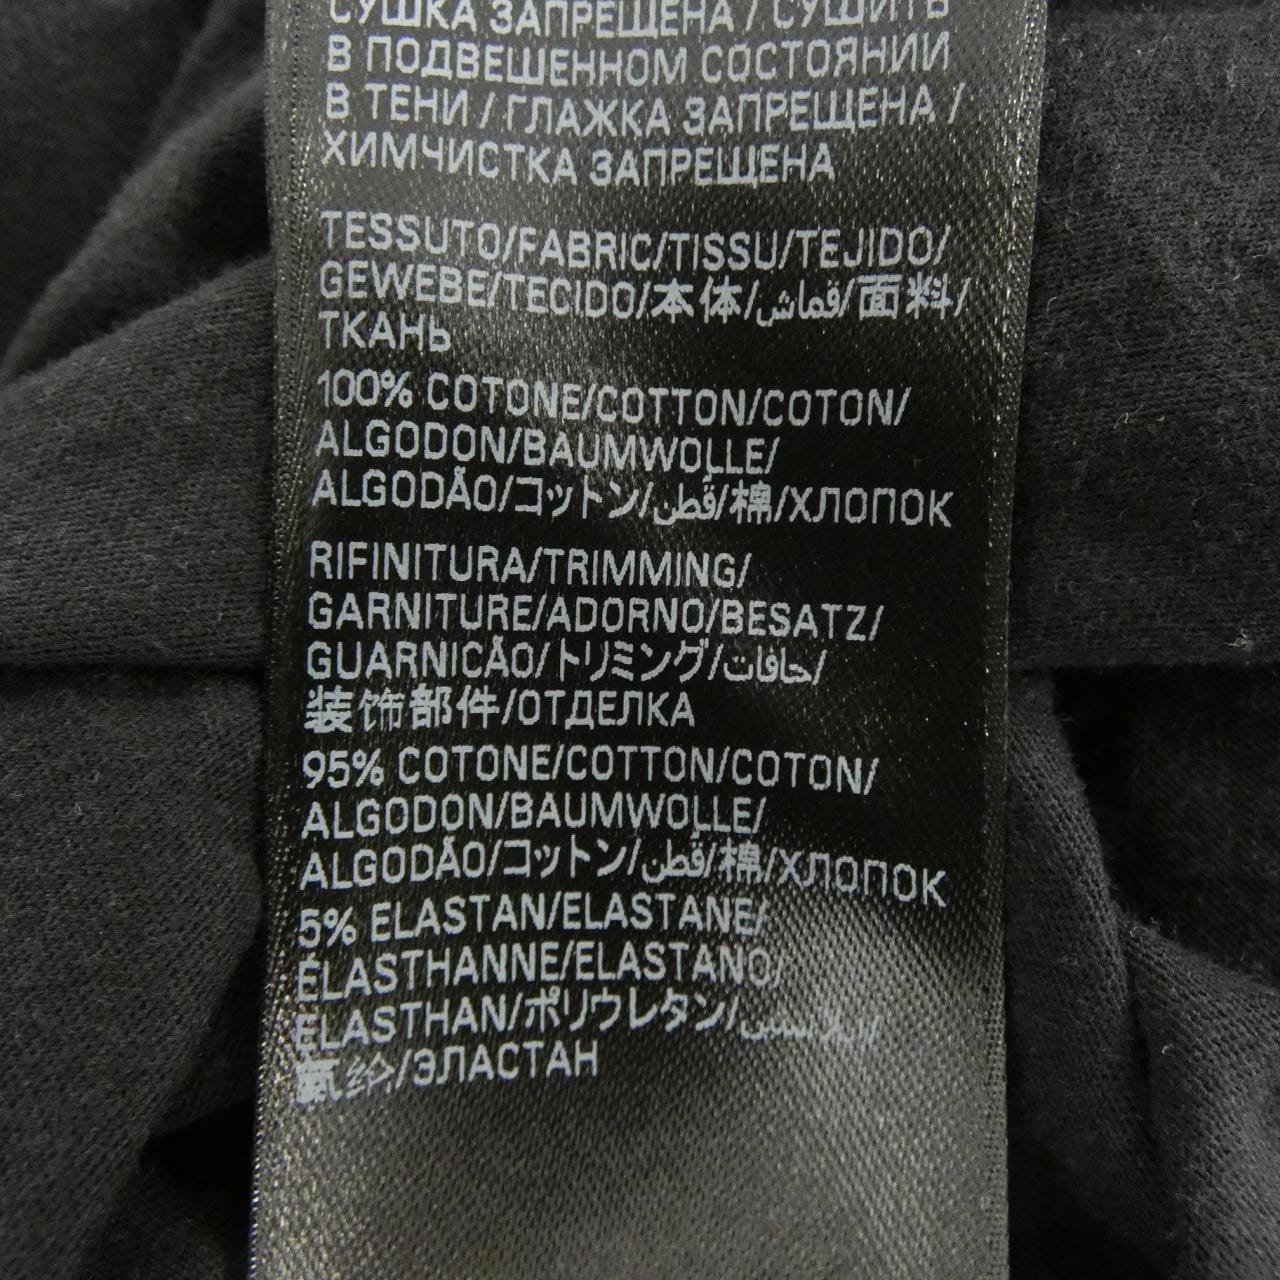 СУШКА ЗАПРЕЩЕНА / СУШИТЬ
В ПОДВЕШЕННОМ СОСТОЯНИИ
В ТЕНИ / ГЛАЖКА ЗАПРЕЩЕНА /
ХИМЧИСТКА ЗАПРЕЩЕНА
TESSUTO/FABRIC/TISSU/TEJIDO/
GEWEBE/TECIDO/本体/قماش/面料/
ТКАНЬ
100% COTONE/COTTON/COTON/
ALGODON/BAUMWOLLE/
ALGODÃO/コットン/قطن/棉/ХЛОПОК
RIFINITURA/TRIMMING/
GARNITURE/ADORNO/BESATZ/
GUARNICÃO/トリミング/حافات/
装饰部件/ОТДЕЛКА
95% COTONE/COTTON/COTON/
ALGODON/BAUMWOLLE/
ALGODÃO/コットン/قطن/棉/ХЛОПОК
5% ELASTAN/ELASTANE/
ÉLASTHANNE/ELASTANO/
ELASTHAN/ポリウレタン/
氨纶/ЭЛАСТАН